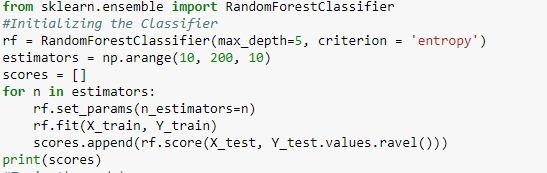 from sklearn.ensemble import RandomForestClassifier
#Initializing the Classifier
rf = RandomForestClassifier(max_depth=5, criterion = 'entropy')
estimators = np.arange(10, 200, 10)
scores = []
for n in estimators:
    rf.set_params(n_estimators=n)
    rf.fit(X_train, Y_train)
    scores.append(rf.score(X_test, Y_test.values.ravel()))
print(scores)